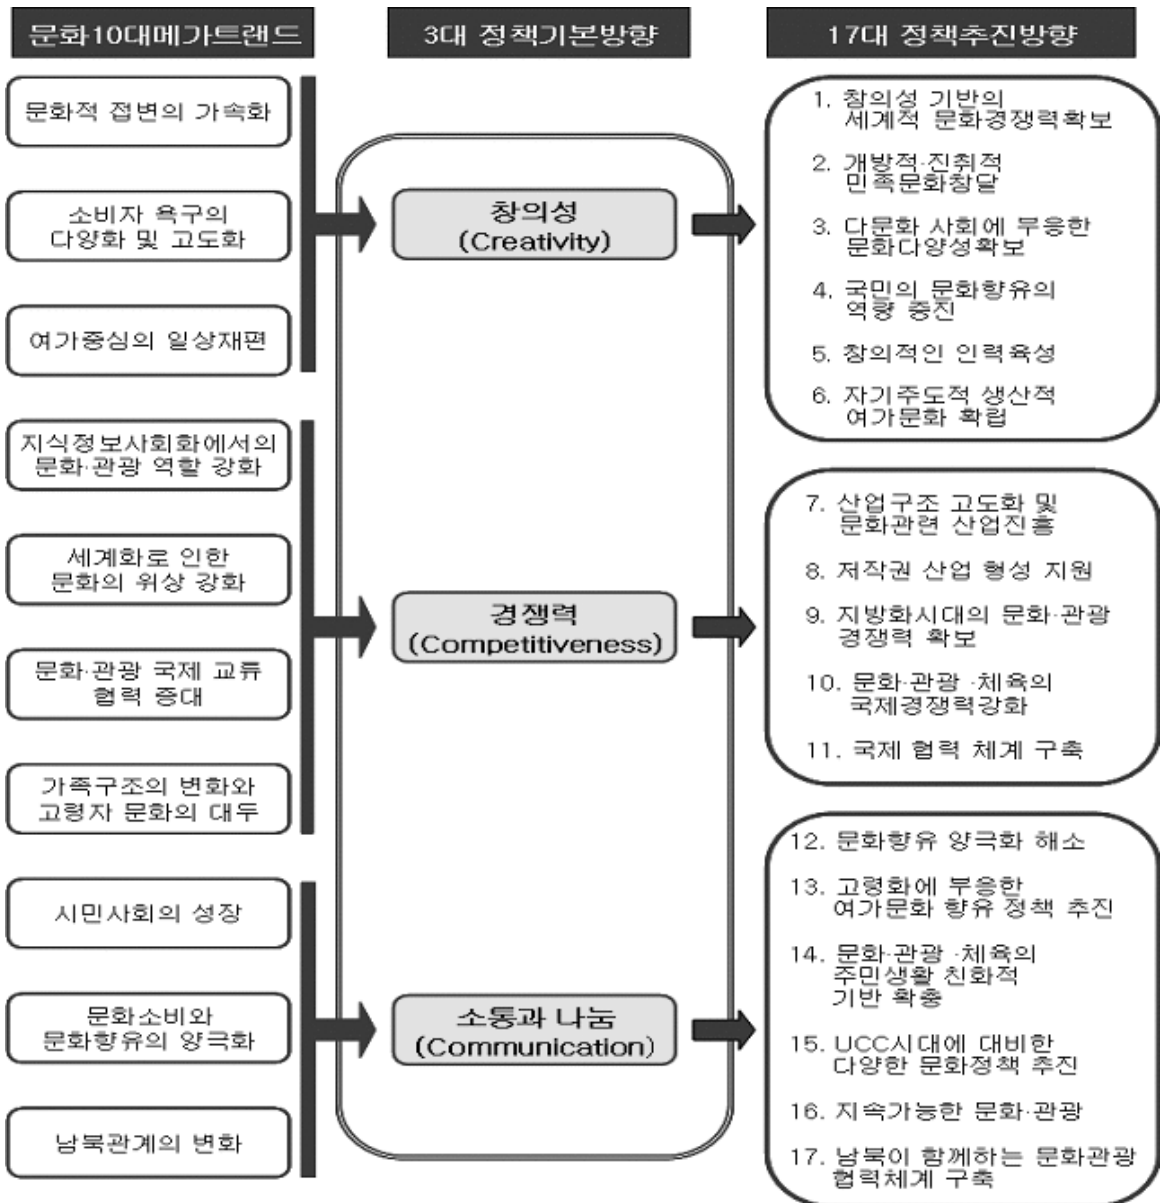 문화10대메가트랜드
3대 정책기본방향
17대 정책추진방향
문화적 접변의 가속화
소비자 욕구의
다양화 및 고도화
여가중심의 일상재편
지식정보사회화에서의
문화·관광 역할 강화
세계화로 인한
문화의 위상 강화
문화·관광 국제 교류
협력 증대
가족구조의 변화와
고령자 문화의 대두
시민사회의 성장
문화소비와
문화향유의 양극화
남북관계의 변화
창의성
(Creativity)
경쟁력
(Competitiveness)
소통과 나눔
(Communication)
1. 창의성 기반의
세계적 문화경쟁력확보
2. 개방적·진취적
민족문화창달
3. 다문화 사회에 부응한
문화다양성확보
4. 국민의 문화향유의
역량 증진
5. 창의적인 인력육성
6. 자기주도적 생산적
여가문화 확립
7. 산업구조 고도화 및
문화관련 산업진흥
8. 저작권 산업 형성 지원
9. 지방화시대의 문화·관광
경쟁력 확보
10. 문화·관광 ·체육의
국제경쟁력강화
11. 국제 협력 체계 구축
12. 문화향유 양극화 해소
13. 고령화에 부응한
여가문화 향유 정책 추진
14. 문화·관광 ·체육의
주민생활 친화적
기반 확충
15. UCC시대에 대비한
다양한 문화정책 추진
16. 지속가능한 문화·관광
17. 남북이 함께하는 문화관광
협력체계 구축